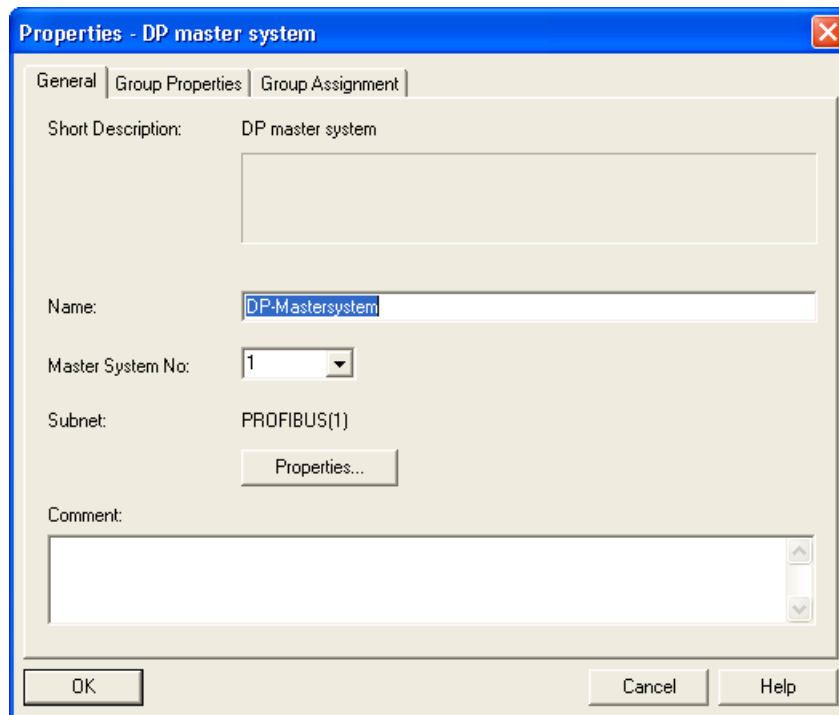 Properties - DP master system
General Group Properties Group Assignment
Short Description: DP master system
Name: DP-Mastersystem
Master System No: 1
Subnet: PROFIBUS(1)
Properties...
Comment:
OK Cancel Help